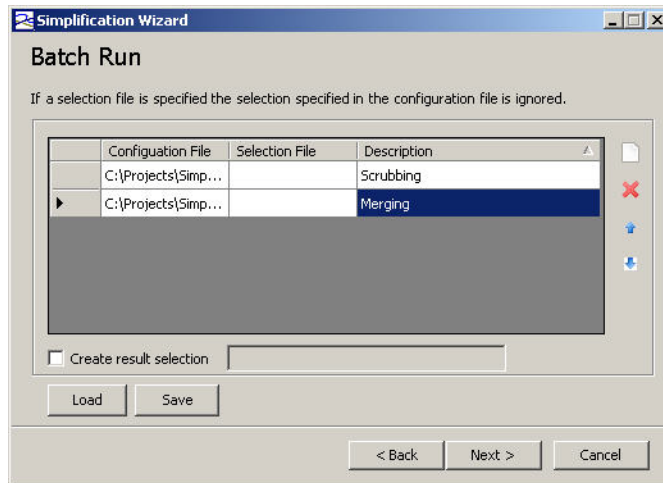 Simplification Wizard
Batch Run
If a selection file is specified the selection specified in the configuration file is ignored.
Configuation File Selection File Description
C:\Projects\Simp... Scrubbing
C:\Projects\Simp... Merging
Create result selection
Load Save
< Back Next > Cancel